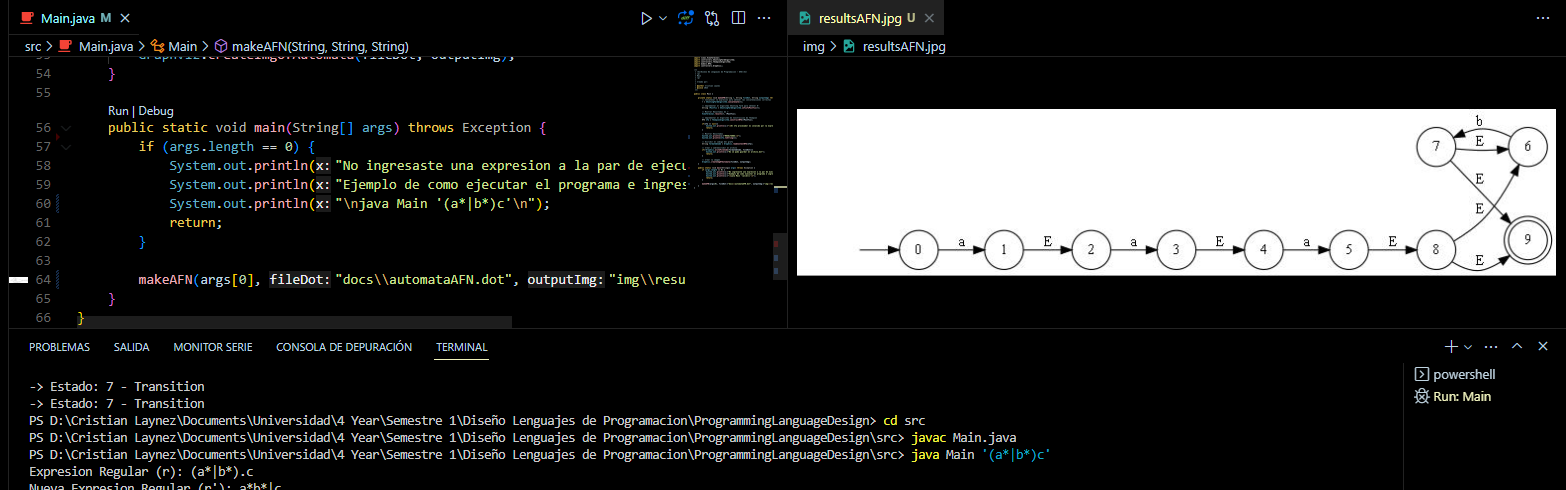 Main.java M
src > Main.java > Main > makeAFN(String, String, String)
54 }
55
Run | Debug
56 public static void main(String[] args) throws Exception {
57 if (args.length == 0) {
58 System.out.println(x:"No ingresaste una expresion a la par de ejecu
59 System.out.println(x:"Ejemplo de como ejecutar el programa e ingres
60 System.out.println(x:"\njava Main '(a*|b*)c'\n");
61 return;
62 }
63
64 makeAFN(args[0], fileDot:"docs\\automataAFN.dot", outputImg:"img\\resu
65 }
66 }
resultsAFN.jpg U
img > resultsAFN.jpg
b
7 E 6
E
E
0 a 1 E 2 a 3 E 4 a 5 E 8 E 9
PROBLEMAS SALIDA MONITOR SERIE CONSOLA DE DEPURACIÓN TERMINAL
-> Estado: 7 - Transition
-> Estado: 7 - Transition
PS D:\Cristian Laynez\Documents\Universidad\4 Year\Semestre 1\Diseño Lenguajes de Programacion\ProgrammingLanguageDesign> cd src
PS D:\Cristian Laynez\Documents\Universidad\4 Year\Semestre 1\Diseño Lenguajes de Programacion\ProgrammingLanguageDesign\src> javac Main.java
PS D:\Cristian Laynez\Documents\Universidad\4 Year\Semestre 1\Diseño Lenguajes de Programacion\ProgrammingLanguageDesign\src> java Main '(a*|b*)c'
Expresion Regular (r): (a*|b*).c
Nueva Expresion Regular (r'): a*b*|c
powershell
Run: Main